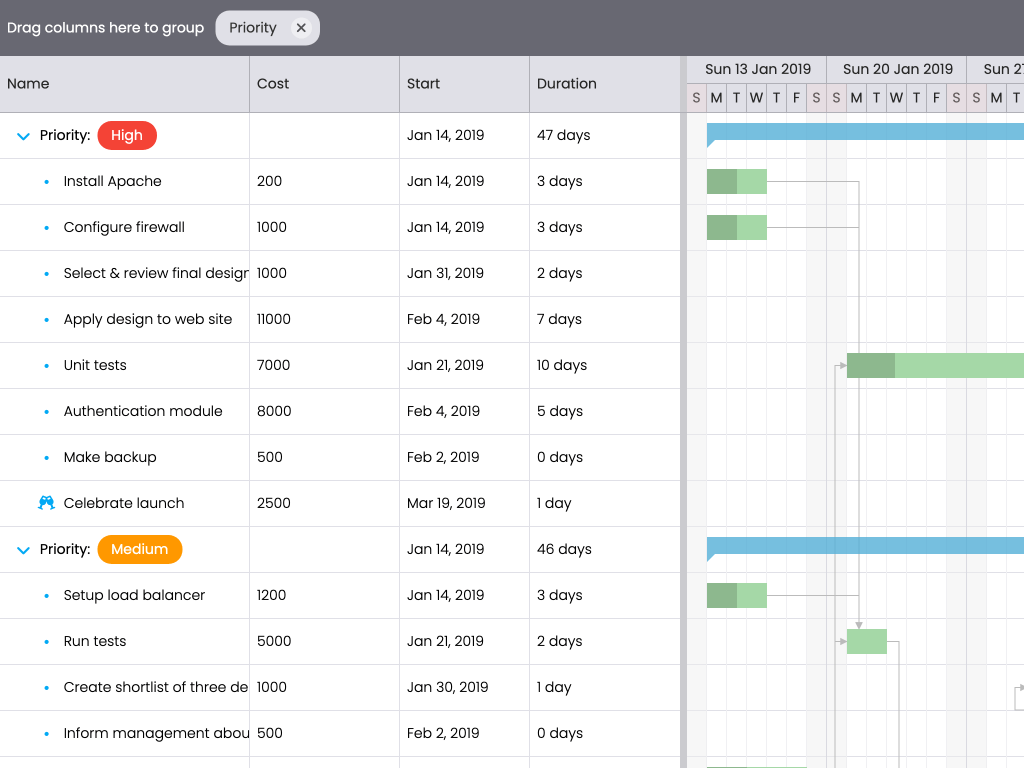 Drag columns here to group Priority
Name Cost Start Duration Sun 13 Jan 2019 Sun 20 Jan 2019 Sun 27
S M T W T F S S M T W T F S S M T
Priority: High Jan 14, 2019 47 days
Install Apache 200 Jan 14, 2019 3 days
Configure firewall 1000 Jan 14, 2019 3 days
Select & review final design 1000 Jan 31, 2019 2 days
Apply design to web site 11000 Feb 4, 2019 7 days
Unit tests 7000 Jan 21, 2019 10 days
Authentication module 8000 Feb 4, 2019 5 days
Make backup 500 Feb 2, 2019 0 days
Celebrate launch 2500 Mar 19, 2019 1 day
Priority: Medium Jan 14, 2019 46 days
Setup load balancer 1200 Jan 14, 2019 3 days
Run tests 5000 Jan 21, 2019 2 days
Create shortlist of three de 1000 Jan 30, 2019 1 day
Inform management abou 500 Feb 2, 2019 0 days